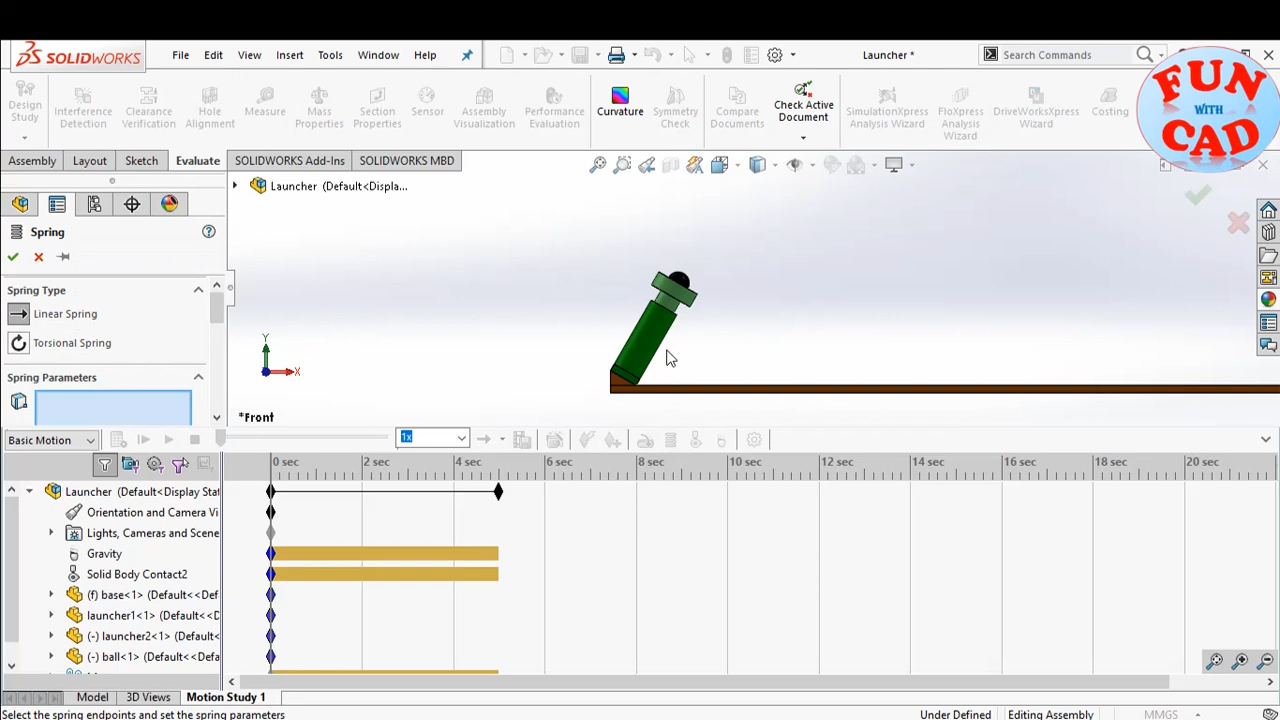 SOLIDWORKS File Edit View Insert Tools Window Help Launcher * Search Commands
FUN WITH CAD
Design Study
Interference Detection
Clearance Verification
Hole Alignment
Measure
Mass Properties
Section Properties
Sensor
Assembly Visualization
Performance Evaluation
Curvature
Symmetry Check
Compare Documents
Check Active Document
SimulationXpress Analysis Wizard
FloXpress Analysis Wizard
DriveWorksXpress Wizard
Costing
Assembly Layout Sketch Evaluate SOLIDWORKS Add-Ins SOLIDWORKS MBD
Launcher (Default<Displa...
Spring
Spring Type
Linear Spring
Torsional Spring
Spring Parameters
Y
X
*Front
Basic Motion 1x
0 sec 2 sec 4 sec 6 sec 8 sec 10 sec 12 sec 14 sec 16 sec 18 sec 20 sec
Launcher (Default<Display Stat
Orientation and Camera Vi
Lights, Cameras and Scene
Gravity
Solid Body Contact2
(f) base<1> (Default<<Def
launcher1<1> (Default<<D
(-) launcher2<1> (Default<
(-) ball<1> (Default<<Defa
Model 3D Views Motion Study 1
Select the spring endpoints and set the spring parameters Under Defined Editing Assembly MMGS